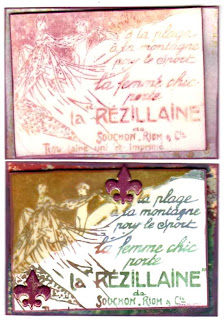 à la plage
à la montagne
pour le sport
la femme chic
porte
la "RÉZILLAINE"
de
SOUCHON, RIOM & Cie
Tissu laine uni et imprimé
la plage
à la montagne
pour le sport
la femme chic
porte
la "RÉZILLAINE"
de
SOUCHON, RIOM & Cie